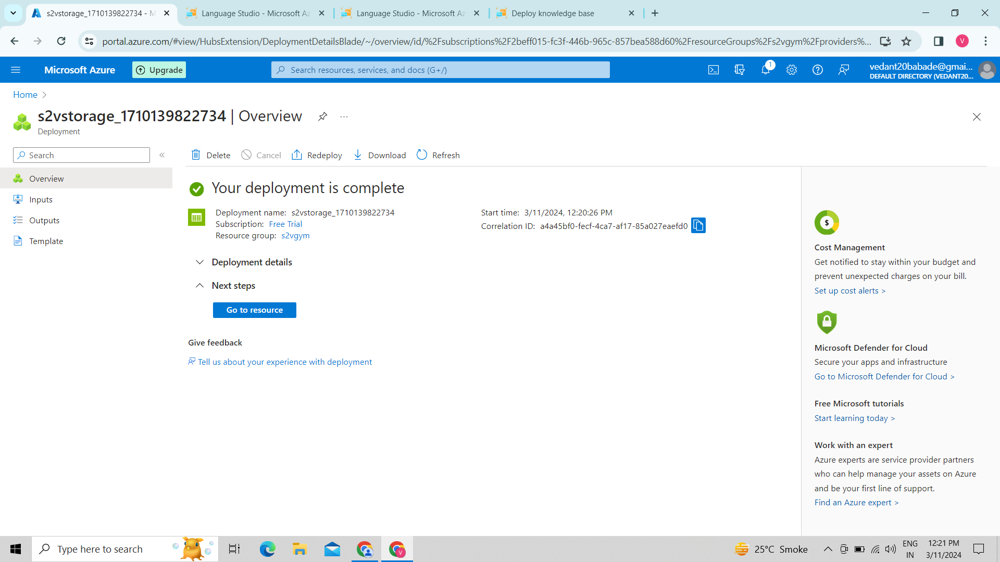 s2vstorage_1710139822734 - M
Language Studio - Microsoft Az
Language Studio - Microsoft Az
Deploy knowledge base
portal.azure.com/#view/HubsExtension/DeploymentDetailsBlade/~/overview/id/%2Fsubscriptions%2F2beff015-fc3f-446b-965c-857bea588d60%2FresourceGroups%2Fs2vgym%2Fproviders%...
V
Microsoft Azure
Upgrade
Search resources, services, and docs (G+/)
1
vedant20babade@gmai...
DEFAULT DIRECTORY (VEDANT20...
Home
s2vstorage_1710139822734 | Overview
...
Deployment
Search
Delete
Cancel
Redeploy
Download
Refresh
Overview
Inputs
Outputs
Template
Your deployment is complete
Deployment name: s2vstorage_1710139822734
Subscription: Free Trial
Resource group: s2vgym
Start time: 3/11/2024, 12:20:26 PM
Correlation ID: a4a45bf0-fecf-4ca7-af17-85a027eaefd0
Deployment details
Next steps
Go to resource
Give feedback
Tell us about your experience with deployment
$
Cost Management
Get notified to stay within your budget and
prevent unexpected charges on your bill.
Set up cost alerts >
Microsoft Defender for Cloud
Secure your apps and infrastructure
Go to Microsoft Defender for Cloud >
Free Microsoft tutorials
Start learning today >
Work with an expert
Azure experts are service provider partners
who can help manage your assets on Azure
and be your first line of support.
Find an Azure expert >
Type here to search
V
25°C Smoke
ENG
IN
12:21 PM
3/11/2024